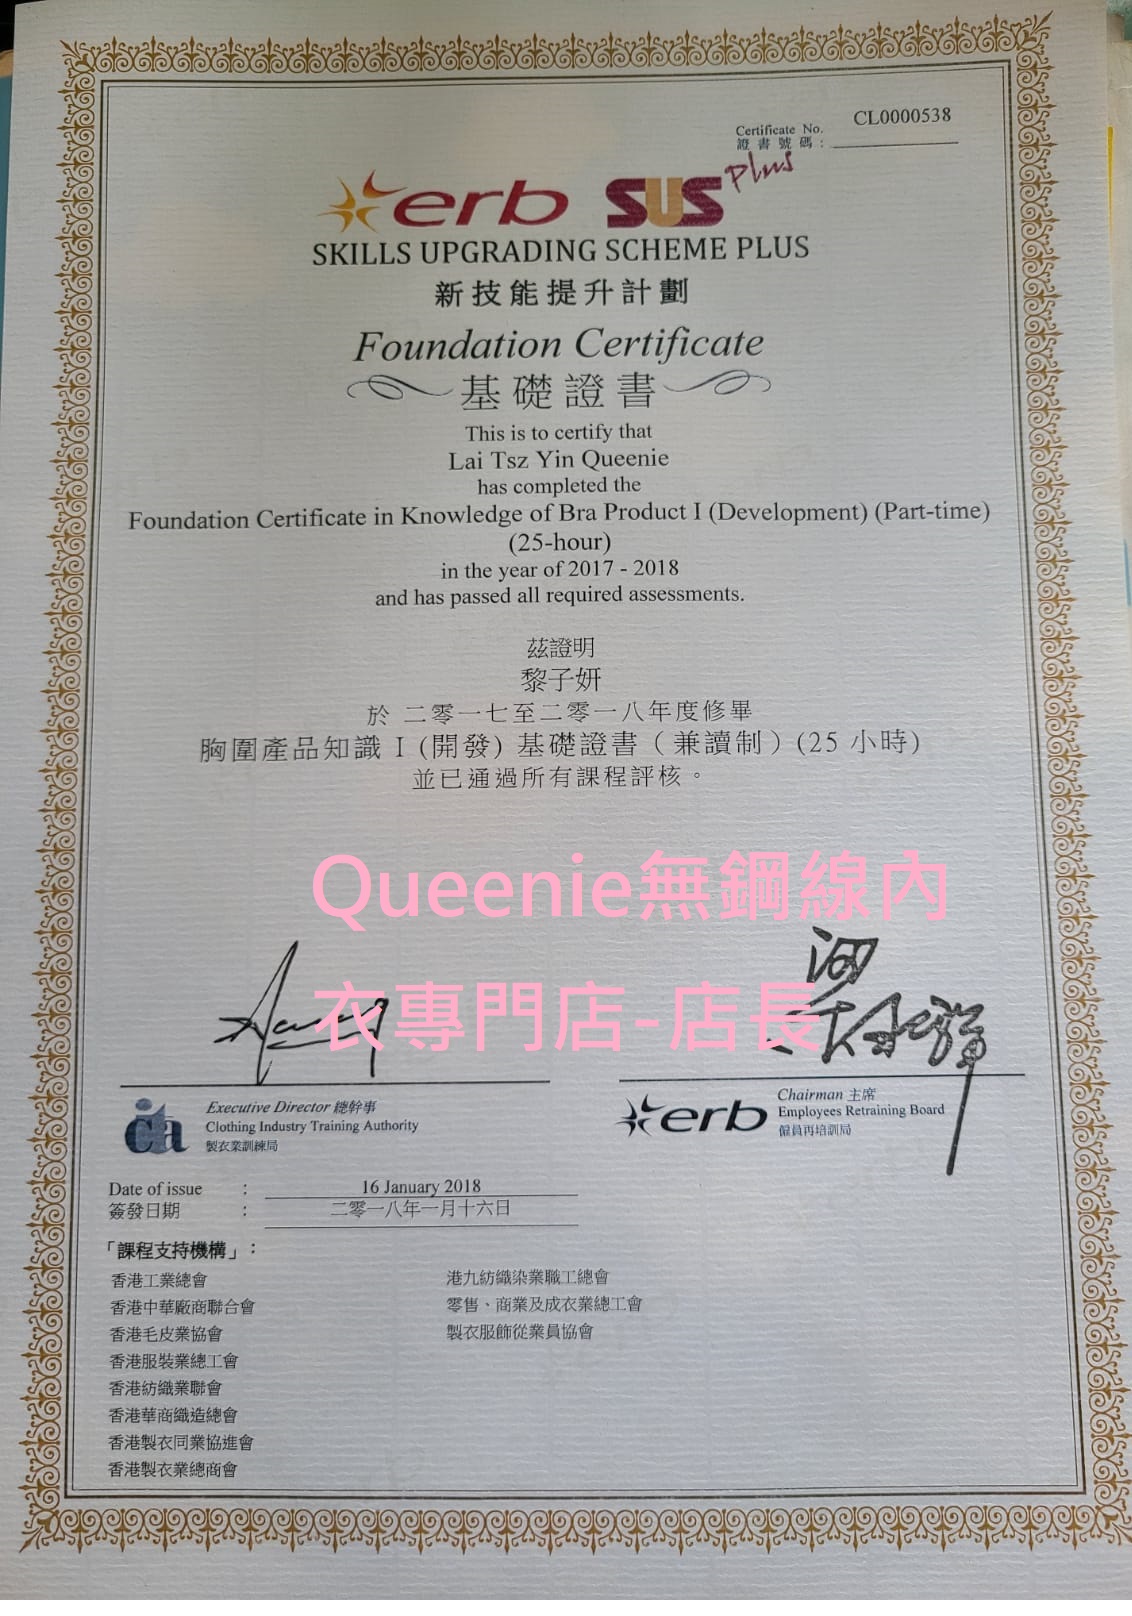 Certificate No.
證書號碼：
CL0000538
erb SUS Plus
SKILLS UPGRADING SCHEME PLUS
新技能提升計劃
Foundation Certificate
基礎證書
This is to certify that
Lai Tsz Yin Queenie
has completed the
Foundation Certificate in Knowledge of Bra Product I (Development) (Part-time)
(25-hour)
in the year of 2017 - 2018
and has passed all required assessments.
茲證明
黎子妍
於 二零一七至二零一八年度修畢
胸圍產品知識 I (開發) 基礎證書（兼讀制）(25 小時)
並已通過所有課程評核。
Queenie無鋼線內
衣專門店-店長
cita
Executive Director 總幹事
Clothing Industry Training Authority
製衣業訓練局
erb
Chairman 主席
Employees Retraining Board
僱員再培訓局
Date of issue : 16 January 2018
簽發日期 : 二零一八年一月十六日
「課程支持機構」：
香港工業總會
香港中華廠商聯合會
香港毛皮業協會
香港服裝業總工會
香港紡織業聯會
香港華商織造總會
香港製衣同業協進會
香港製衣業總商會
港九紡織染業職工總會
零售、商業及成衣業總工會
製衣服飾從業員協會